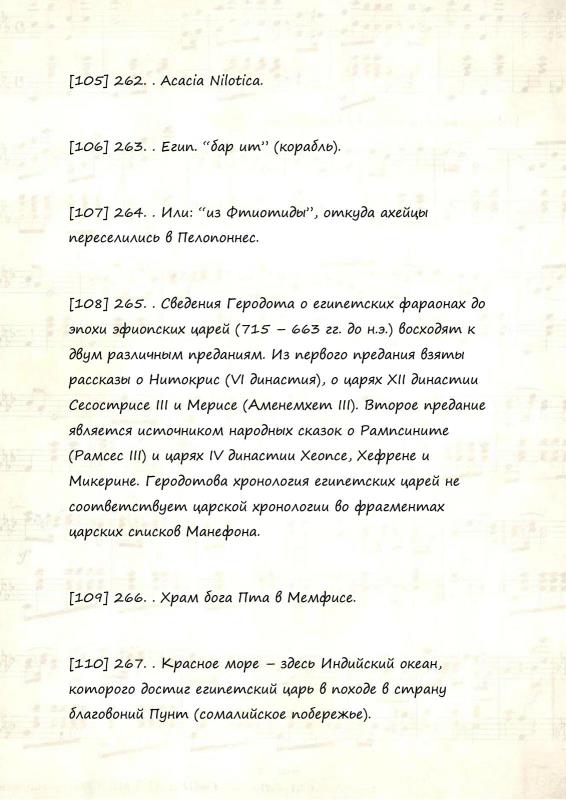 [105] 262. . Acacia Nilotica.
[106] 263. . Егип. “бар ит” (корабль).
[107] 264. . Или: “из Фтиотиды”, откуда ахейцы
переселились в Пелопоннес.
[108] 265. . Сведения Геродота о египетских фараонах до
эпохи эфиопских царей (715 – 663 гг. до н.э.) восходят к
двум различным преданиям. Из первого предания взяты
рассказы о Нитокрис (VI династия), о царях XII династии
Сесострисе III и Мерисе (Аменемхет III). Второе предание
является источником народных сказок о Рампсините
(Рамсес III) и царях IV династии Хеопсе, Хефрене и
Микерине. Геродотова хронология египетских царей не
соответствует царской хронологии во фрагментах
царских списков Манефона.
[109] 266. . Храм бога Пта в Мемфисе.
[110] 267. . Красное море – здесь Индийский океан,
которого достиг египетский царь в походе в страну
благовоний Пунт (сомалийское побережье).